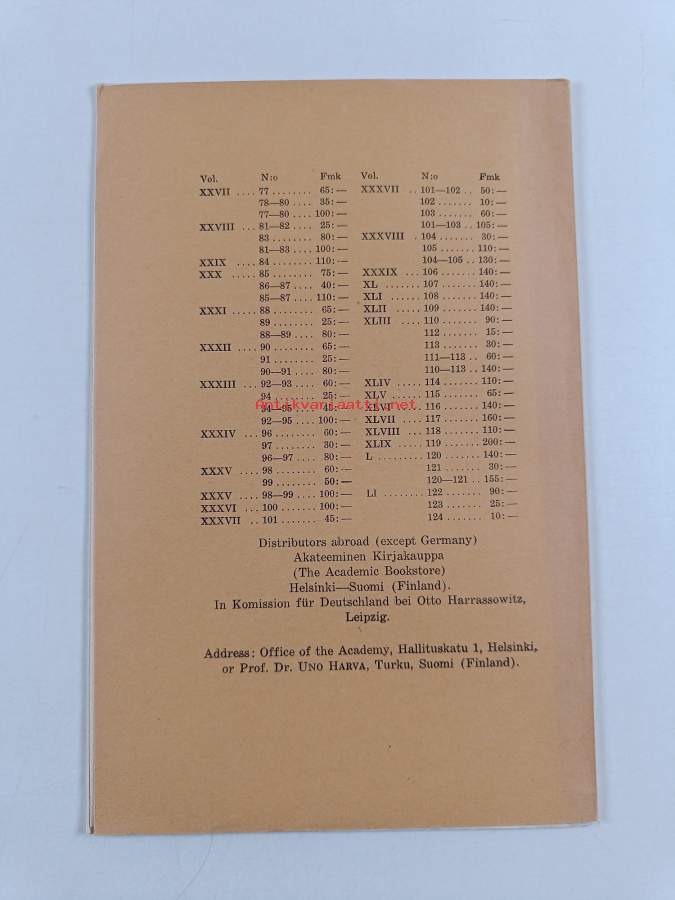 Vol. N:o Fmk
XXVII ... 77 ........ 65:—
78—80 .... 35:—
77—80 .... 100:—
XXVIII ... 81—82 .... 25:—
83 ........ 80:—
81—83 .... 100:—
XXIX .... 84 ........ 110:—
XXX ..... 85 ........ 75:—
86—87 .... 40:—
85—87 .... 110:—
XXXI ..... 88 ........ 65:—
89 ........ 25:—
88—89 .... 80:—
XXXII .... 90 ........ 65:—
91 ........ 25:—
90—91 .... 80:—
XXXIII ... 92—93 .... 60:—
94 ........ 25:—
94—95 .... 45:—
92—95 .... 100:—
XXXIV ... 96 ........ 60:—
97 ........ 30:—
96—97 .... 80:—
XXXV .... 98 ........ 60:—
99 ........ 50:—
XXXV .... 98—99 .... 100:—
XXXVI ... 100 ....... 100:—
XXXVII .. 101 ....... 45:—
Vol. N:o Fmk
XXXVII .. 101—102 .. 50:—
102 ....... 10:—
103 ....... 60:—
101—103 .. 105:—
XXXVIII . 104 ....... 30:—
105 ....... 110:—
104—105 .. 130:—
XXXIX ... 106 ....... 140:—
XL ....... 107 ....... 140:—
XLI ...... 108 ....... 140:—
XLII ..... 109 ....... 140:—
XLIII .... 110 ....... 90:—
112 ....... 15:—
113 ....... 30:—
111—113 .. 60:—
110—113 .. 140:—
XLIV ..... 114 ....... 110:—
XLV ...... 115 ....... 65:—
XLVI ..... 116 ....... 140:—
XLVII .... 117 ....... 160:—
XLVIII ... 118 ....... 110:—
XLIX ..... 119 ....... 200:—
L ......... 120 ....... 140:—
121 ....... 30:—
120—121 .. 155:—
LI ........ 122 ....... 90:—
123 ....... 25:—
124 ....... 10:—
Antikvariaatti.net
Distributors abroad (except Germany)
Akateeminen Kirjakauppa
(The Academic Bookstore)
Helsinki—Suomi (Finland).
In Komission für Deutschland bei Otto Harrassowitz,
Leipzig.
Address: Office of the Academy, Hallituskatu 1, Helsinki,
or Prof. Dr. UNO HARVA, Turku, Suomi (Finland).